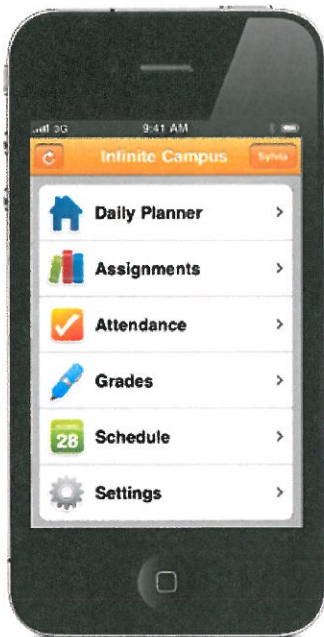 3G 9:41 AM
Infinite Campus Sylvia
Daily Planner
Assignments
Attendance
Grades
28 Schedule
Settings